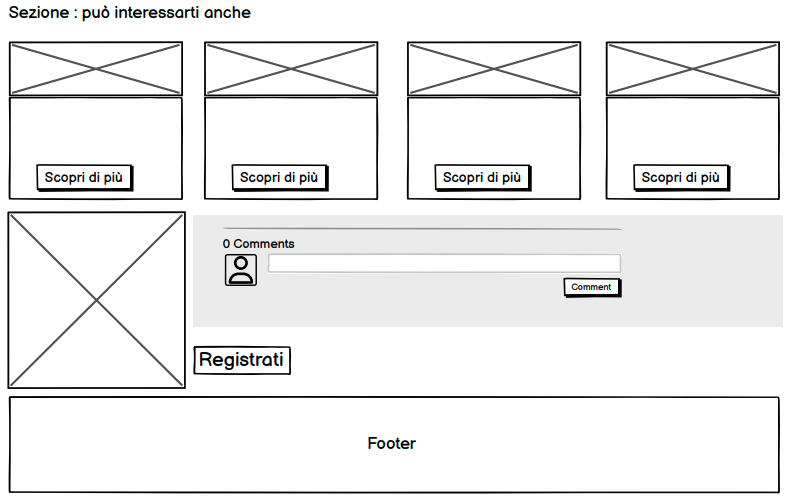 Sezione : può interessarti anche
Scopri di più
Scopri di più
Scopri di più
Scopri di più
0 Comments
Comment
Registrati
Footer